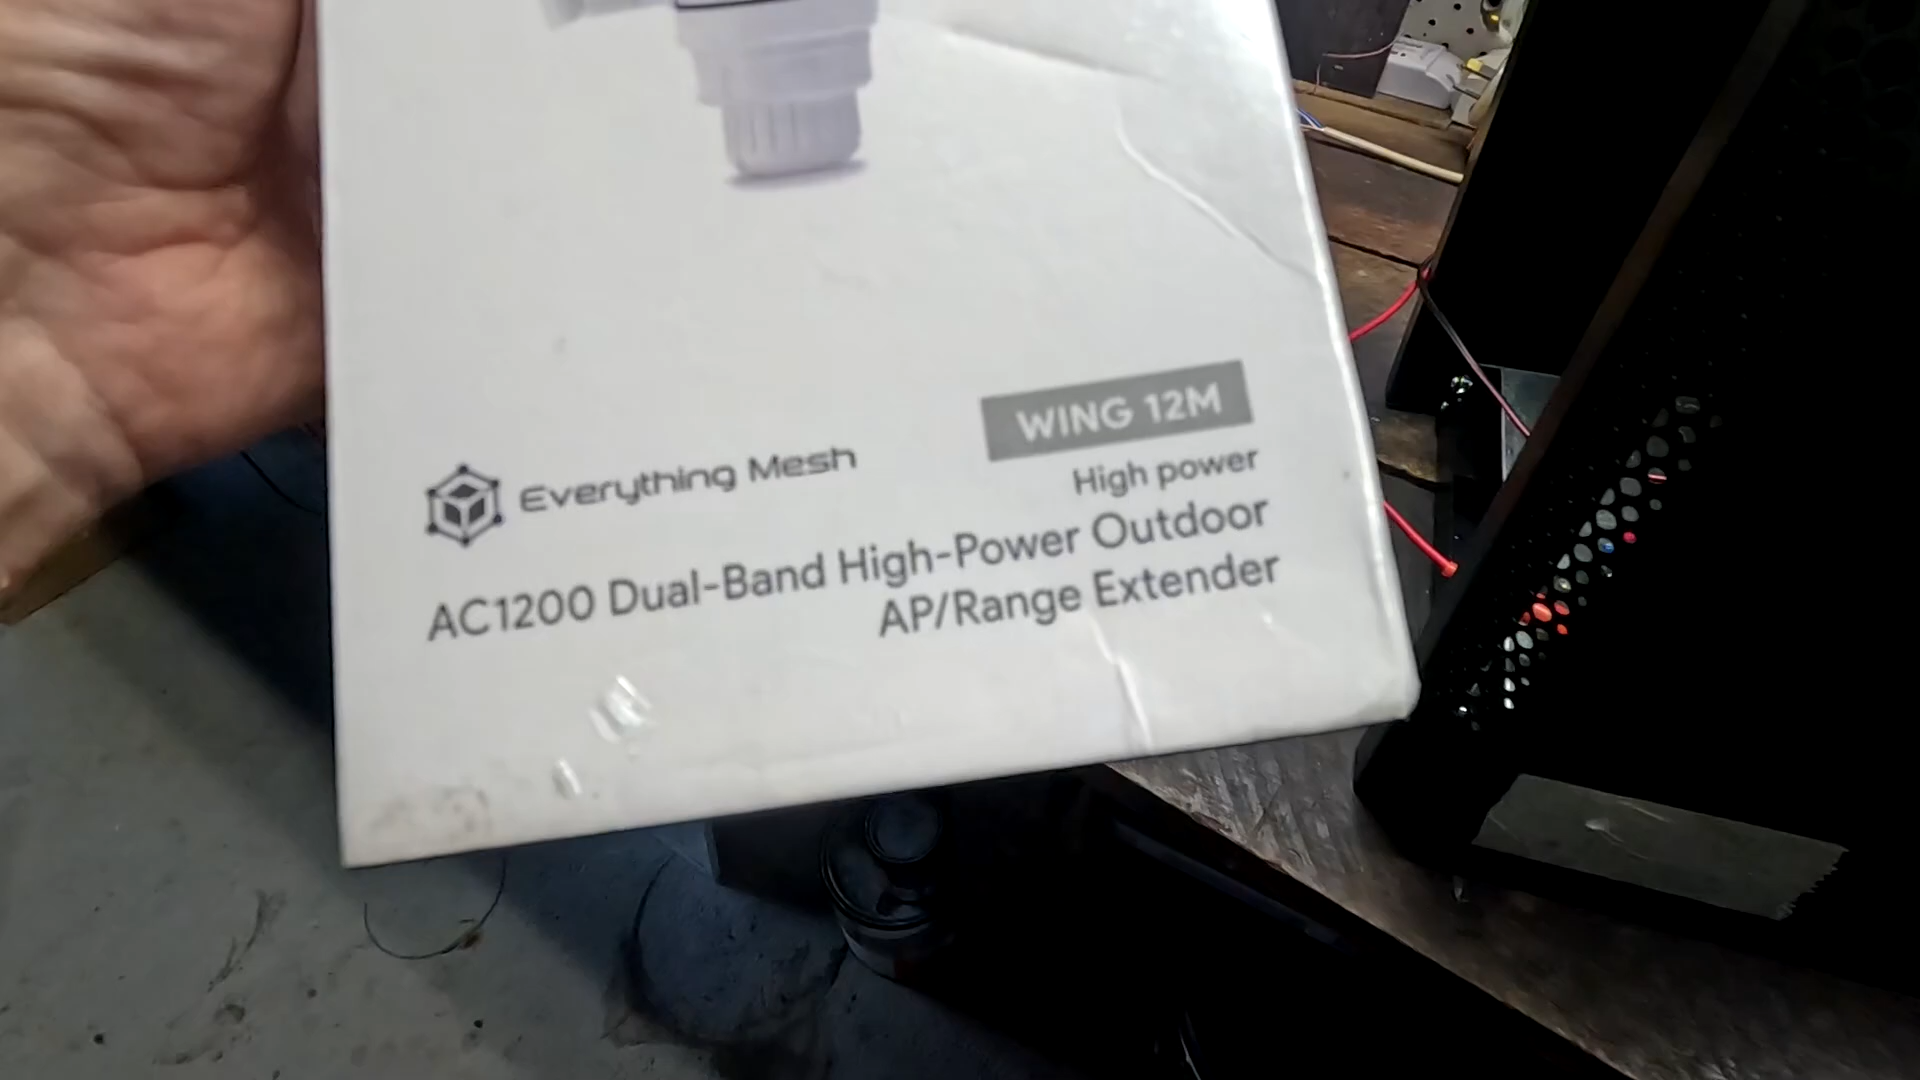 WING 12M
High power
Everything Mesh
AC1200 Dual-Band High-Power Outdoor
AP/Range Extender